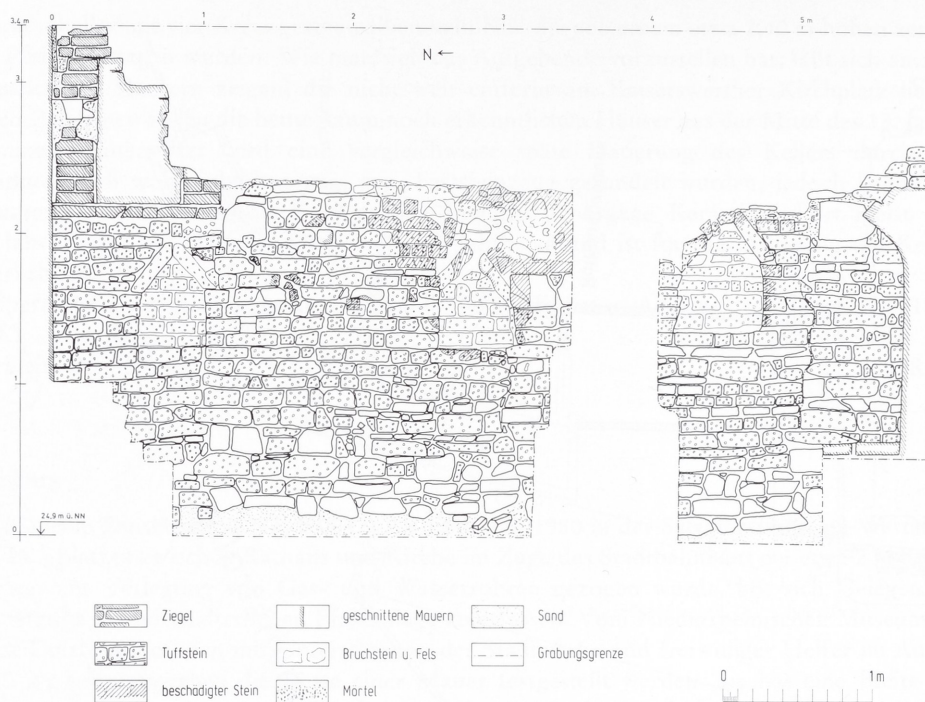 3,4 m
0 1 2 3 4 5 m
N ←
3
2
1
0
24,9 m ü. NN
Ziegel
geschnittene Mauern
Sand
Tuffstein
Bruchstein u. Fels
Grabungsgrenze
beschädigter Stein
Mörtel
0 1m